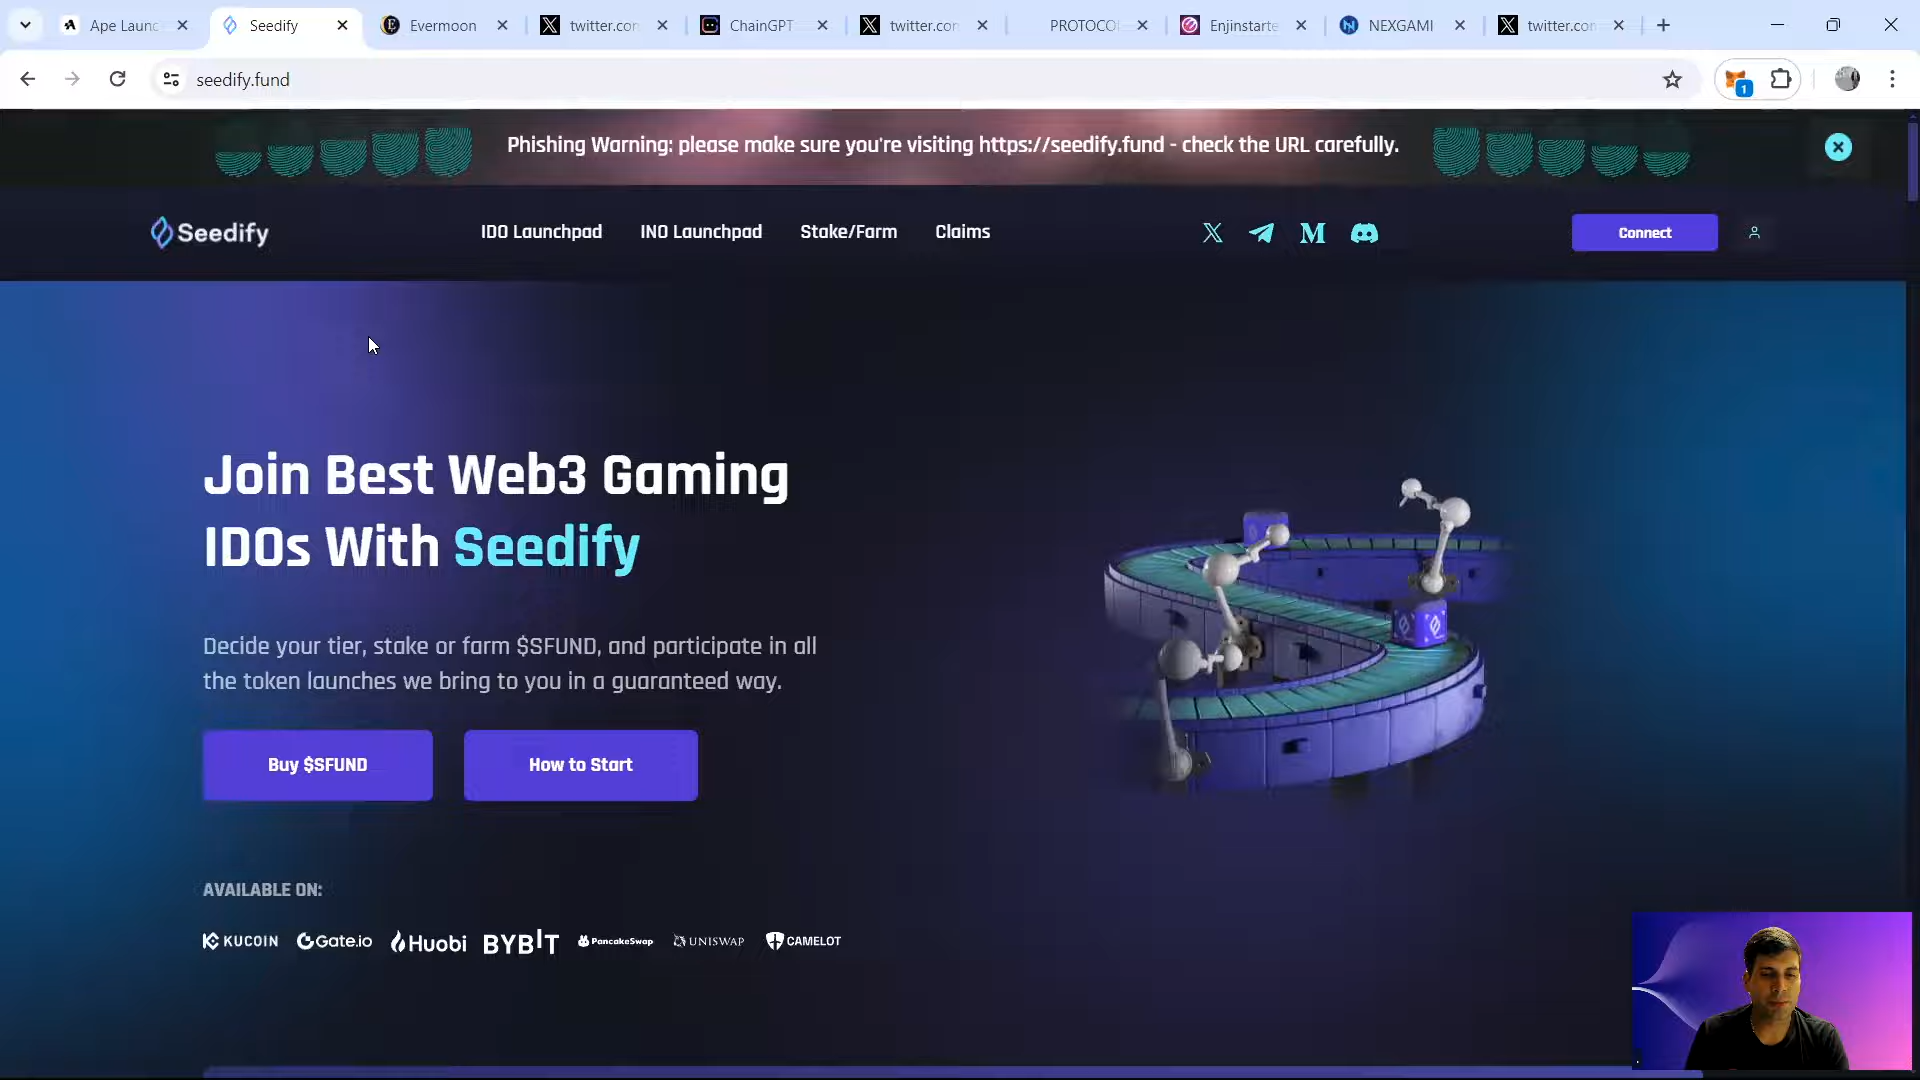 Ape Launc
Seedify
Evermoon
twitter.con
ChainGPT
twitter.con
PROTOCO
Enjinstarte
NEXGAMI
twitter.con
seedify.fund
1
Phishing Warning: please make sure you're visiting https://seedify.fund - check the URL carefully.
Seedify
IDO Launchpad
INO Launchpad
Stake/Farm
Claims
Connect
Join Best Web3 Gaming
IDOs With Seedify
Decide your tier, stake or farm $SFUND, and participate in all
the token launches we bring to you in a guaranteed way.
Buy $SFUND
How to Start
AVAILABLE ON:
KUCOIN Gate.io Huobi BYBIT PancakeSwap UNISWAP CAMELOT